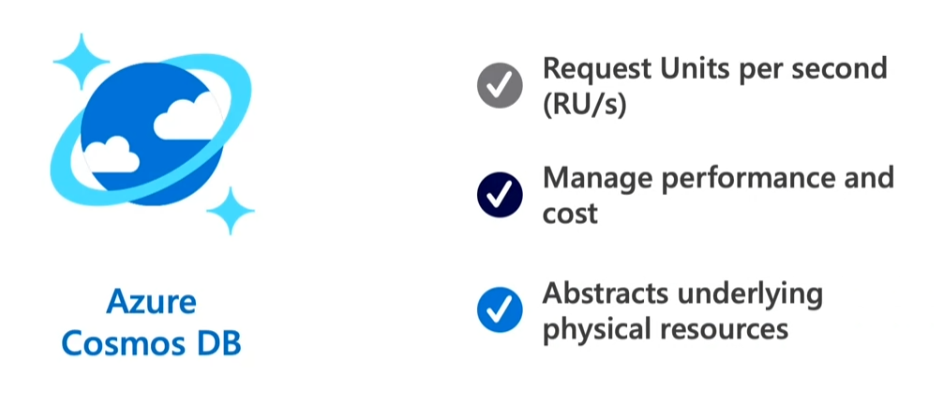 Request Units per second
(RU/s)
Manage performance and
cost
Abstracts underlying
physical resources
Azure
Cosmos DB